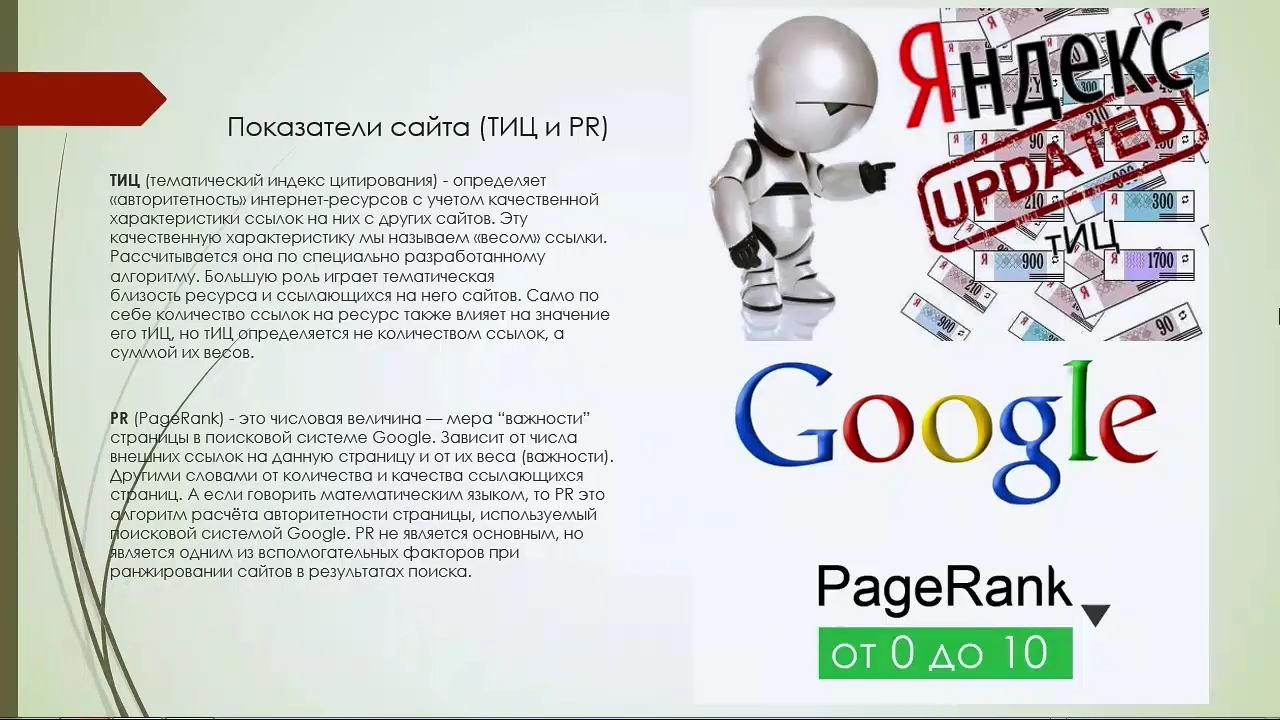 Показатели сайта (ТИЦ и PR)
ТИЦ (тематический индекс цитирования) - определяет
«авторитетность» интернет-ресурсов с учетом качественной
характеристики ссылок на них с других сайтов. Эту
качественную характеристику мы называем «весом» ссылки.
Рассчитывается она по специально разработанному
алгоритму. Большую роль играет тематическая
близость ресурса и ссылающихся на него сайтов. Само по
себе количество ссылок на ресурс также влияет на значение
его тИЦ, но тИЦ определяется не количеством ссылок, а
суммой их весов.
PR (PageRank) - это числовая величина — мера “важности”
страницы в поисковой системе Google. Зависит от числа
внешних ссылок на данную страницу и от их веса (важности).
Другими словами от количества и качества ссылающихся
страниц. А если говорить математическим языком, то PR это
алгоритм расчёта авторитетности страницы, используемый
поисковой системой Google. PR не является основным, но
является одним из вспомогательных факторов при
ранжировании сайтов в результатах поиска.
Яндекс
UPDATED
тИЦ
300
90
210
210
Я 300
900
Я 1700
210
900
90
Google
PageRank
от 0 до 10